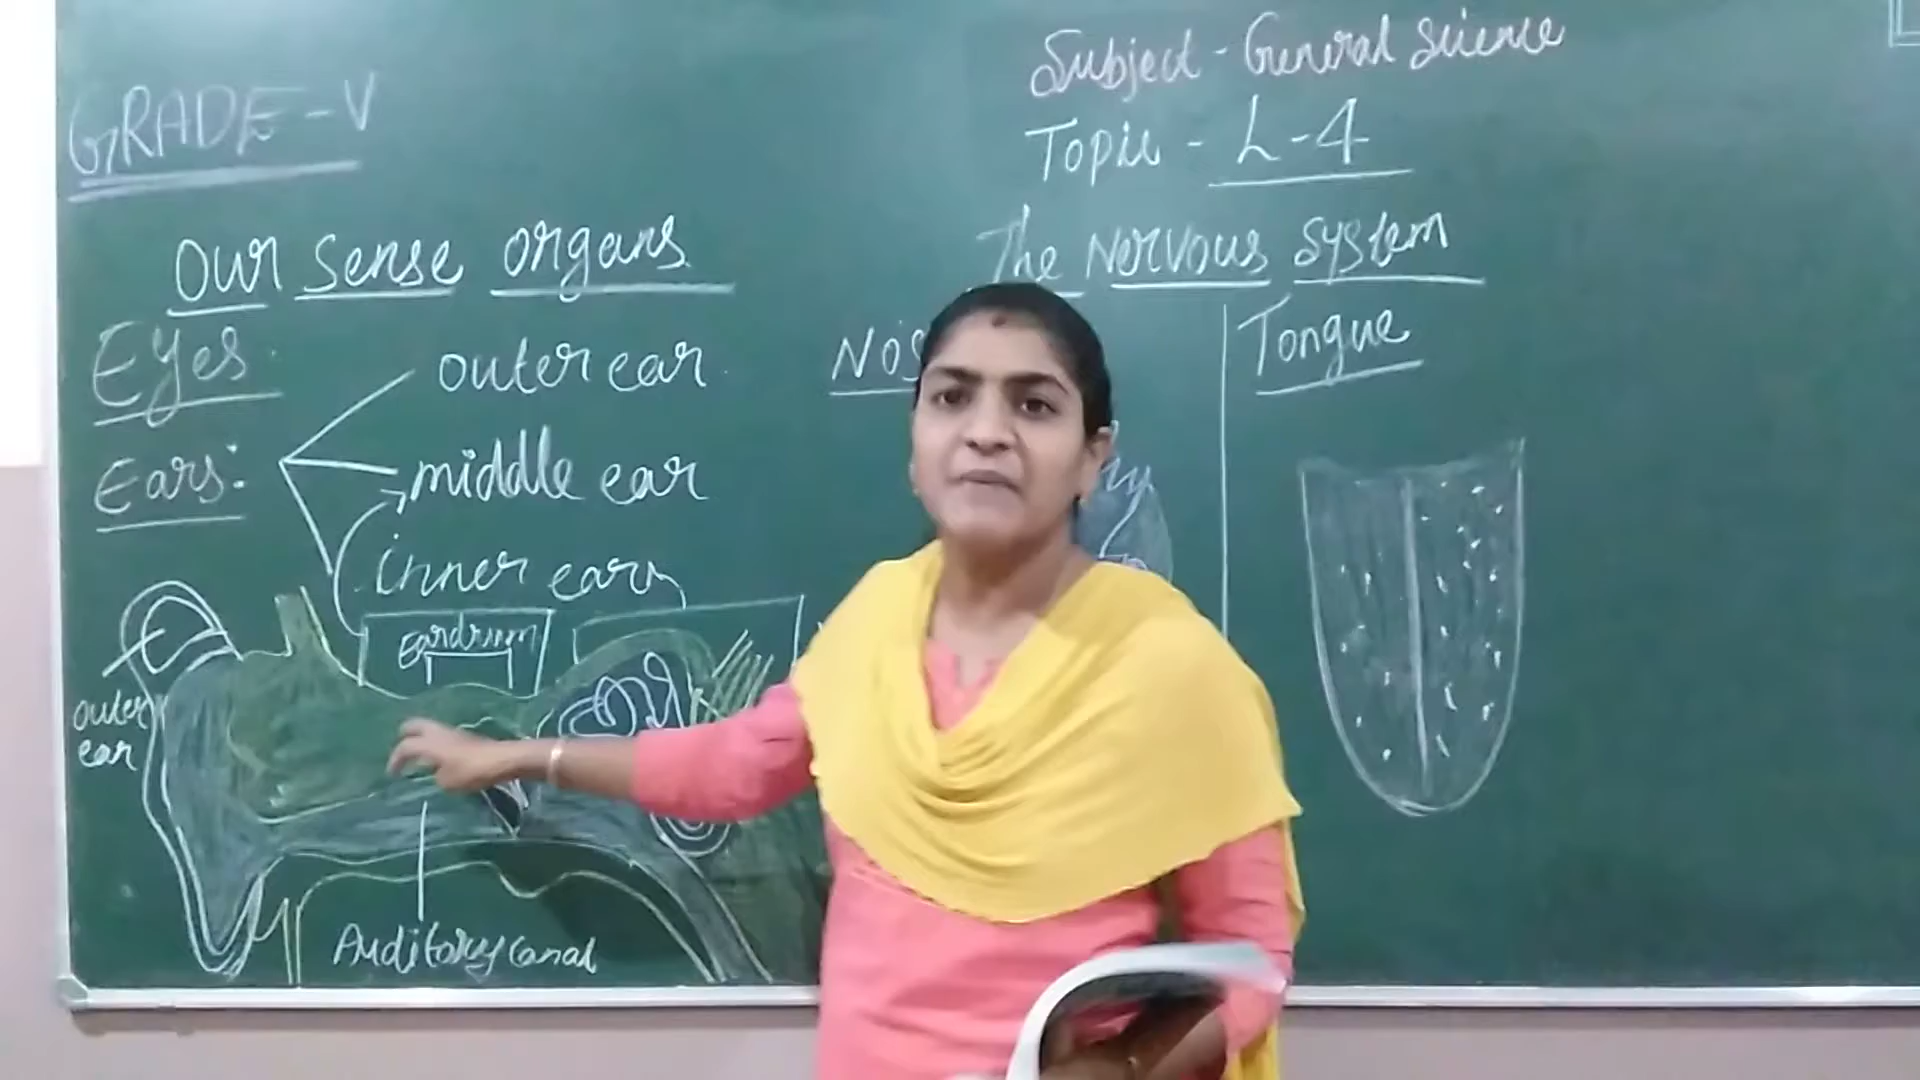 GRADE-V
Subject - General Science
Topic - L-4
Our sense organs
The Nervous System
Eyes
Ears:
outer ear
middle ear
inner ear
Tongue
Eardrum
outer
ear
Auditory Canal